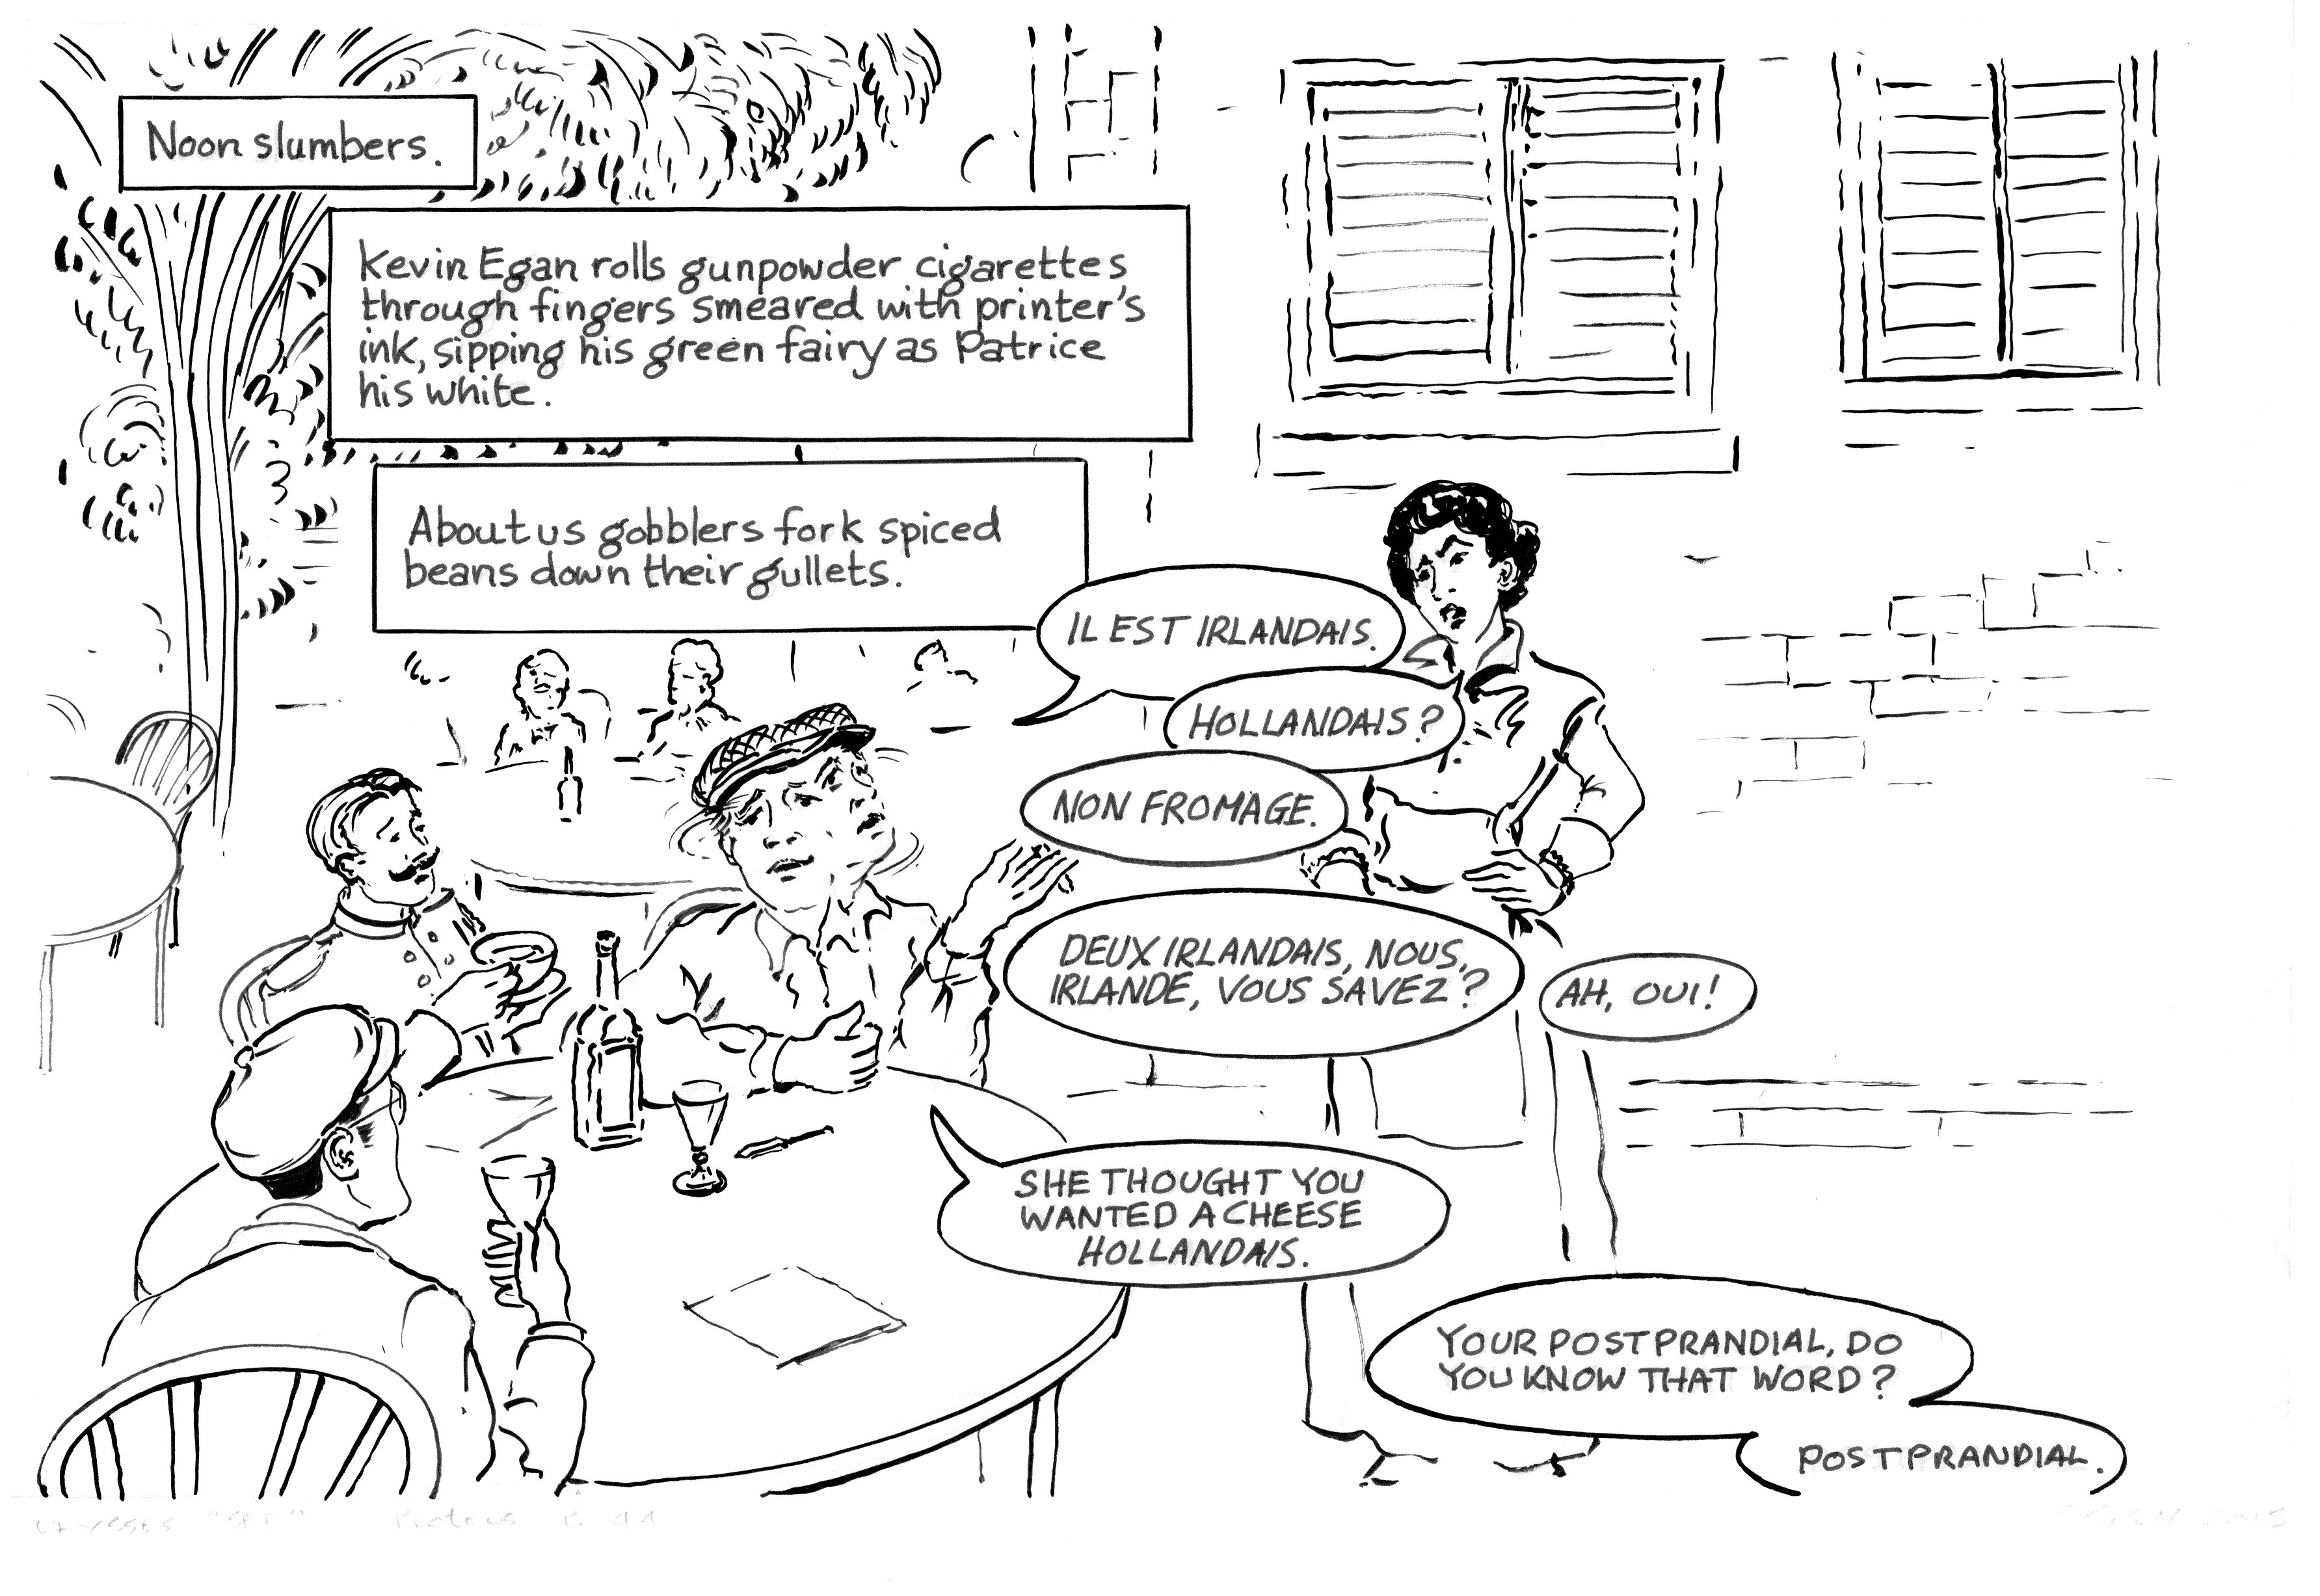 Noon slumbers.
Kevin Egan rolls gunpowder cigarettes
through fingers smeared with printer's
ink, sipping his green fairy as Patrice
his white.
About us gobblers fork spiced
beans down their gullets.
IL EST IRLANDAIS.
HOLLANDAIS?
NON FROMAGE.
DEUX IRLANDAIS, NOUS,
IRLANDE, VOUS SAVEZ?
AH, OUI!
SHE THOUGHT YOU
WANTED A CHEESE
HOLLANDAIS.
YOUR POSTPRANDIAL, DO
YOU KNOW THAT WORD?
POSTPRANDIAL.
ULYSSES "SEEN" Proteus
2015